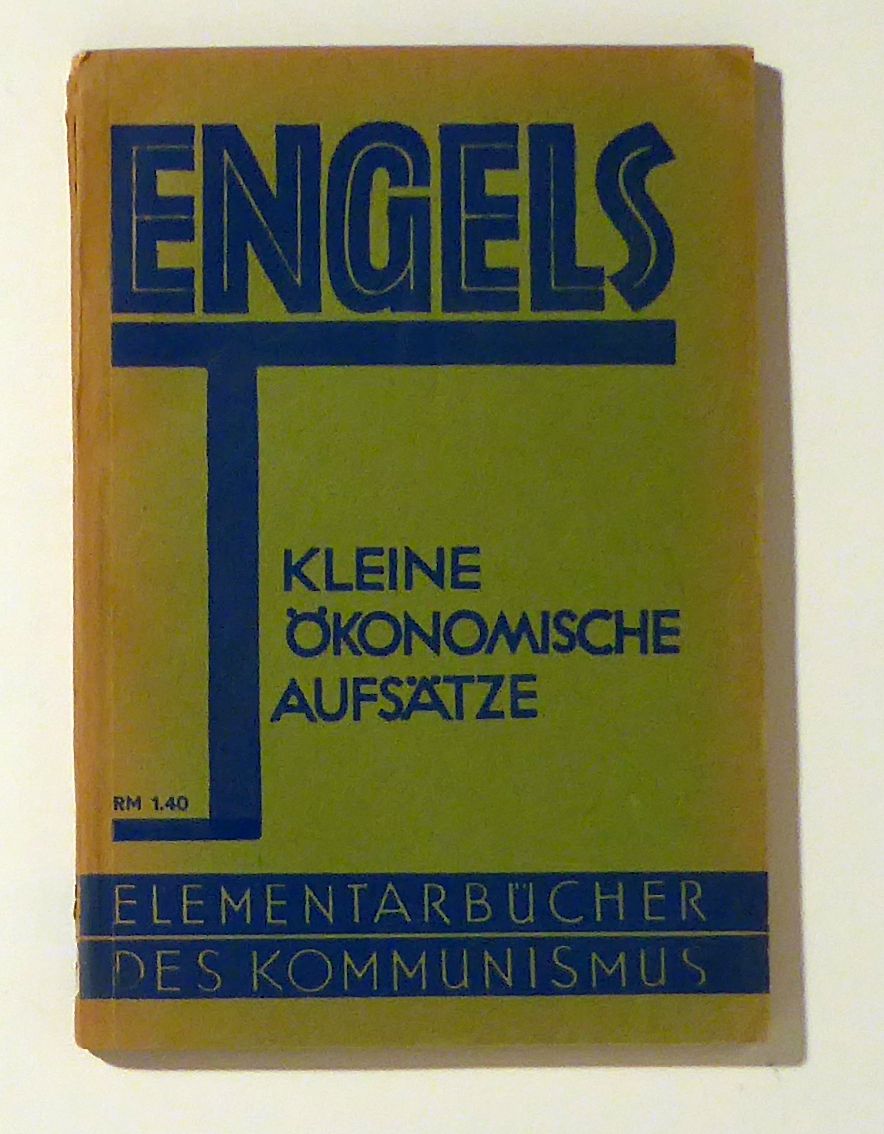 ENGELS
KLEINE
ÖKONOMISCHE
AUFSÄTZE
RM 1.40
ELEMENTARBÜCHER
DES KOMMUNISMUS